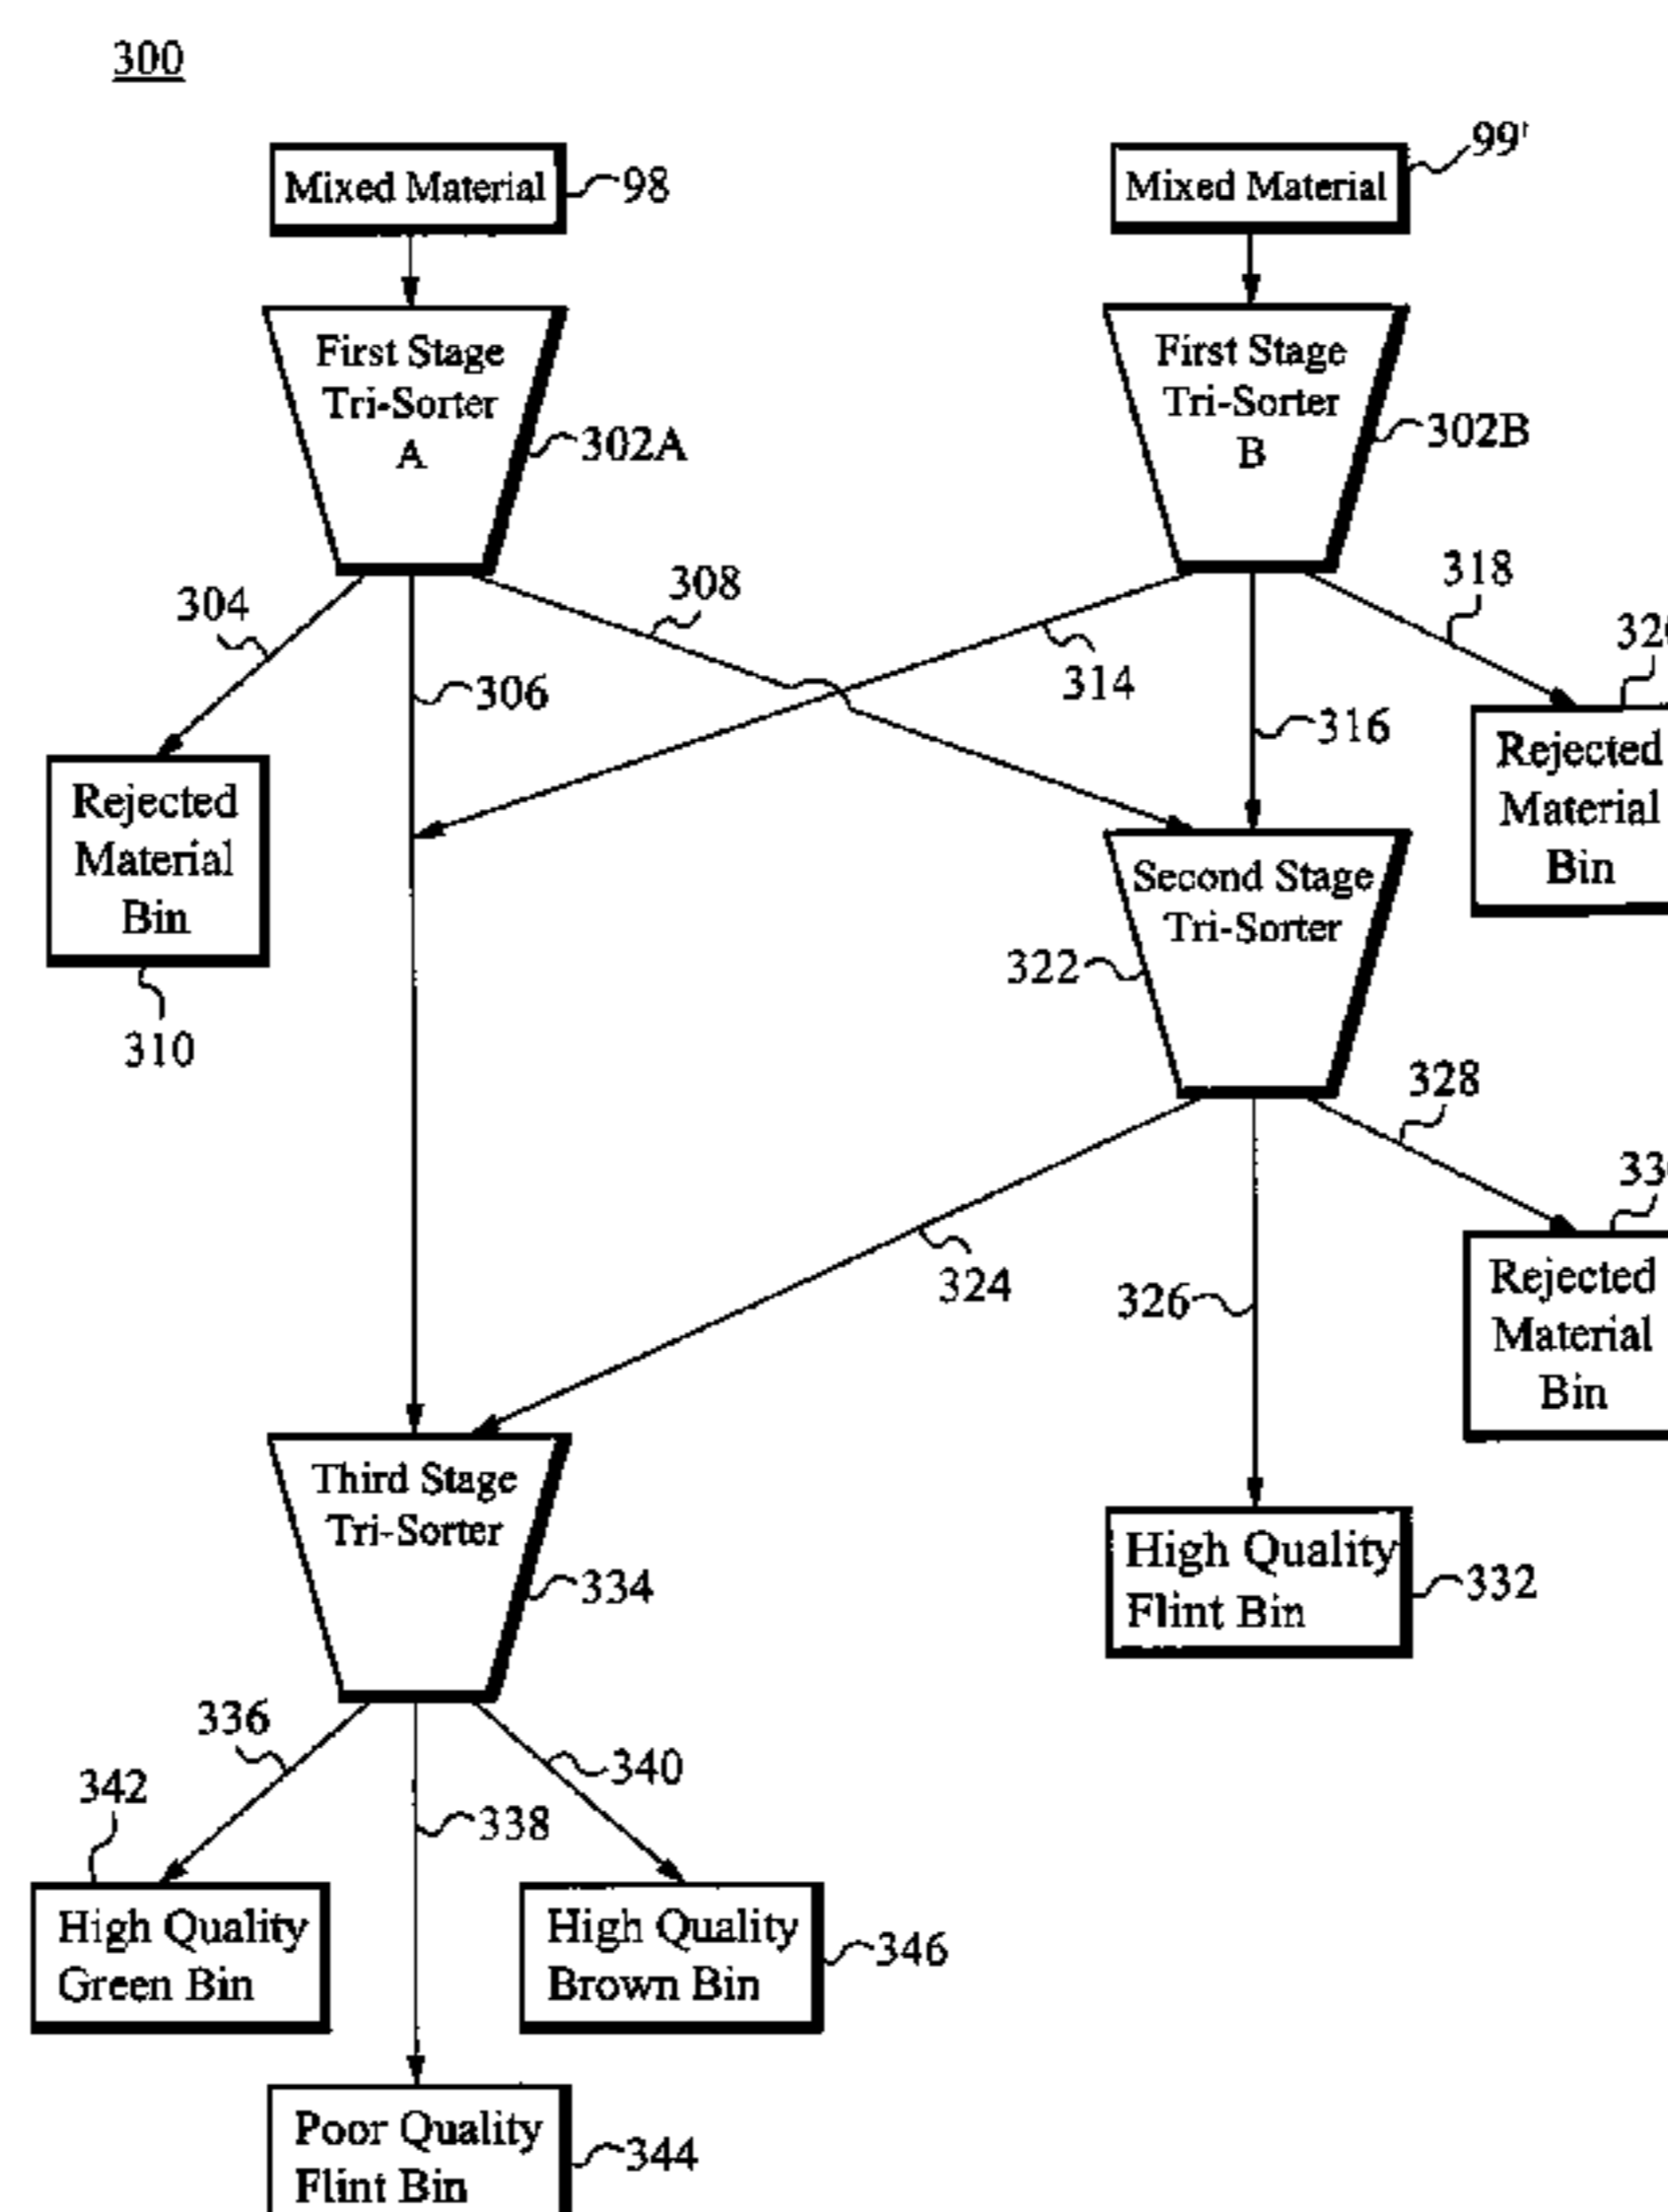 300
Mixed Material
98
Mixed Material
99'
First Stage
Tri-Sorter
A
302A
First Stage
Tri-Sorter
B
302B
304
306
308
314
316
318
Rejected
Material
Bin
310
Rejected
Material
Bin
Second Stage
Tri-Sorter
322
324
326
328
Rejected
Material
Bin
High Quality
Flint Bin
332
Third Stage
Tri-Sorter
334
336
338
340
342
High Quality
Green Bin
High Quality
Brown Bin
346
Poor Quality
Flint Bin
344